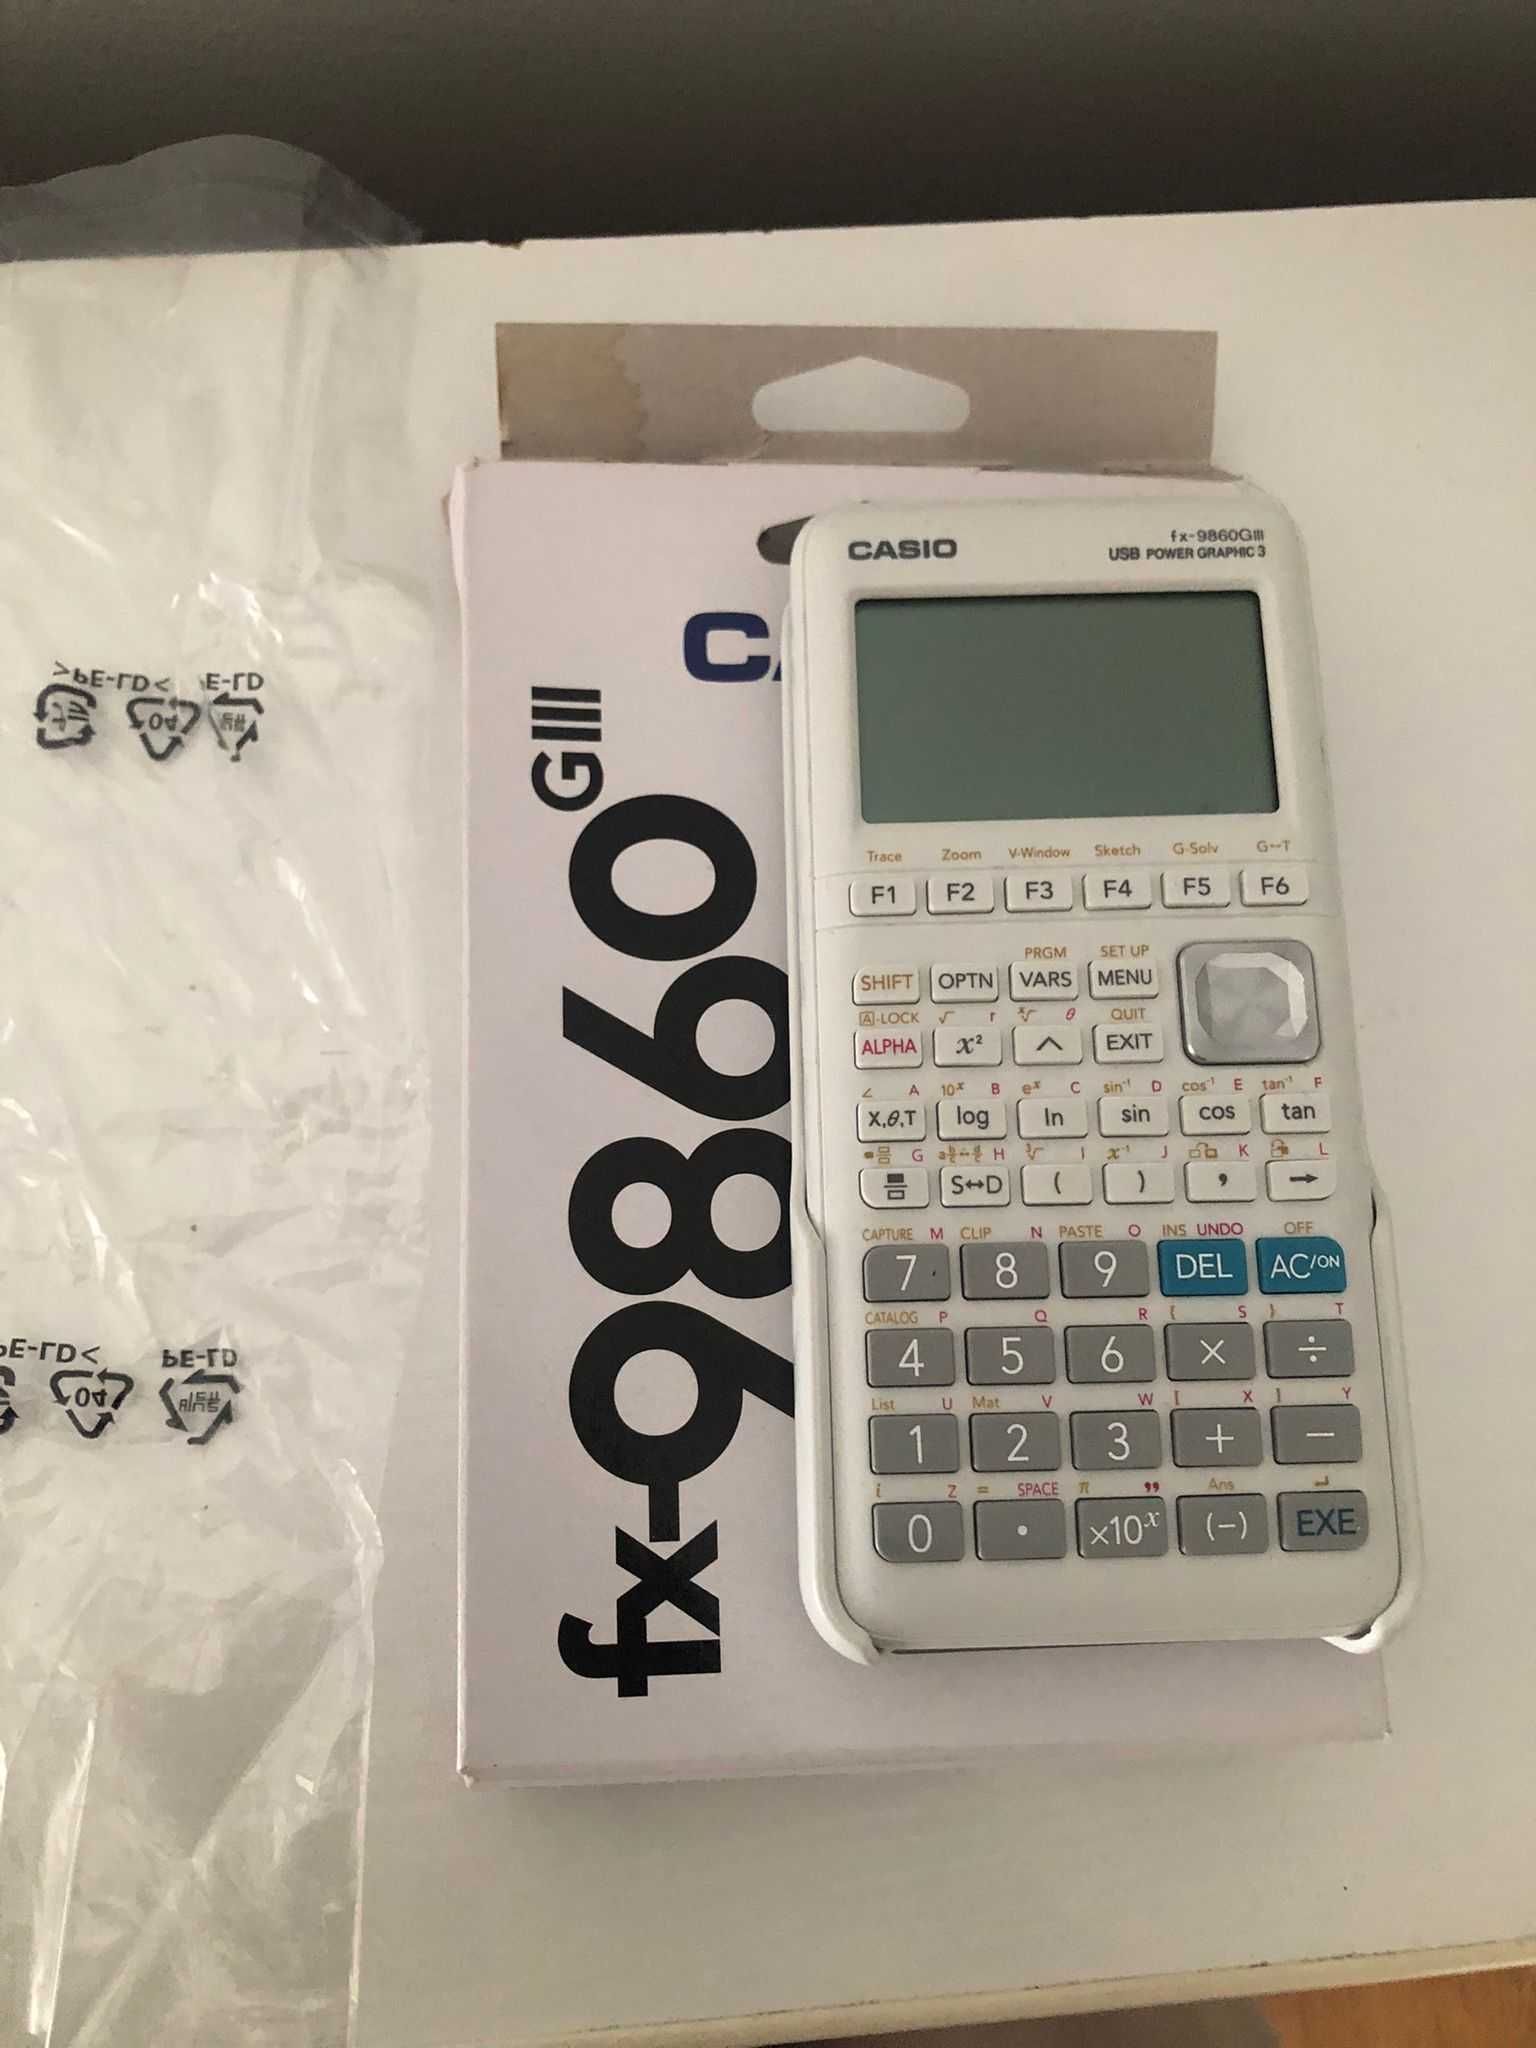 >PE-LD<
PE-LD
04
PE-LD<
PE-LD
04
CA
fx-9860GIII
CASIO
fx-9860GIII
USB POWER GRAPHIC 3
Trace Zoom V-Window Sketch G-Solv G↔T
F1 F2 F3 F4 F5 F6
PRGM SET UP
SHIFT OPTN VARS MENU
A-LOCK √ r ˣ√ θ QUIT
ALPHA x² ^ EXIT
∠ A 10ˣ B eˣ C sin⁻¹ D cos⁻¹ E tan⁻¹ F
X,θ,T log ln sin cos tan
G H ³√ I x⁻¹ J K L
S↔D ( ) , →
CAPTURE M CLIP N PASTE O INS UNDO OFF
7 8 9 DEL AC/ON
CATALOG P Q R { S } T
4 5 6 × ÷
List U Mat V W [ X ] Y
1 2 3 + −
i Z = SPACE π " Ans ↵
0 . ×10ˣ (−) EXE